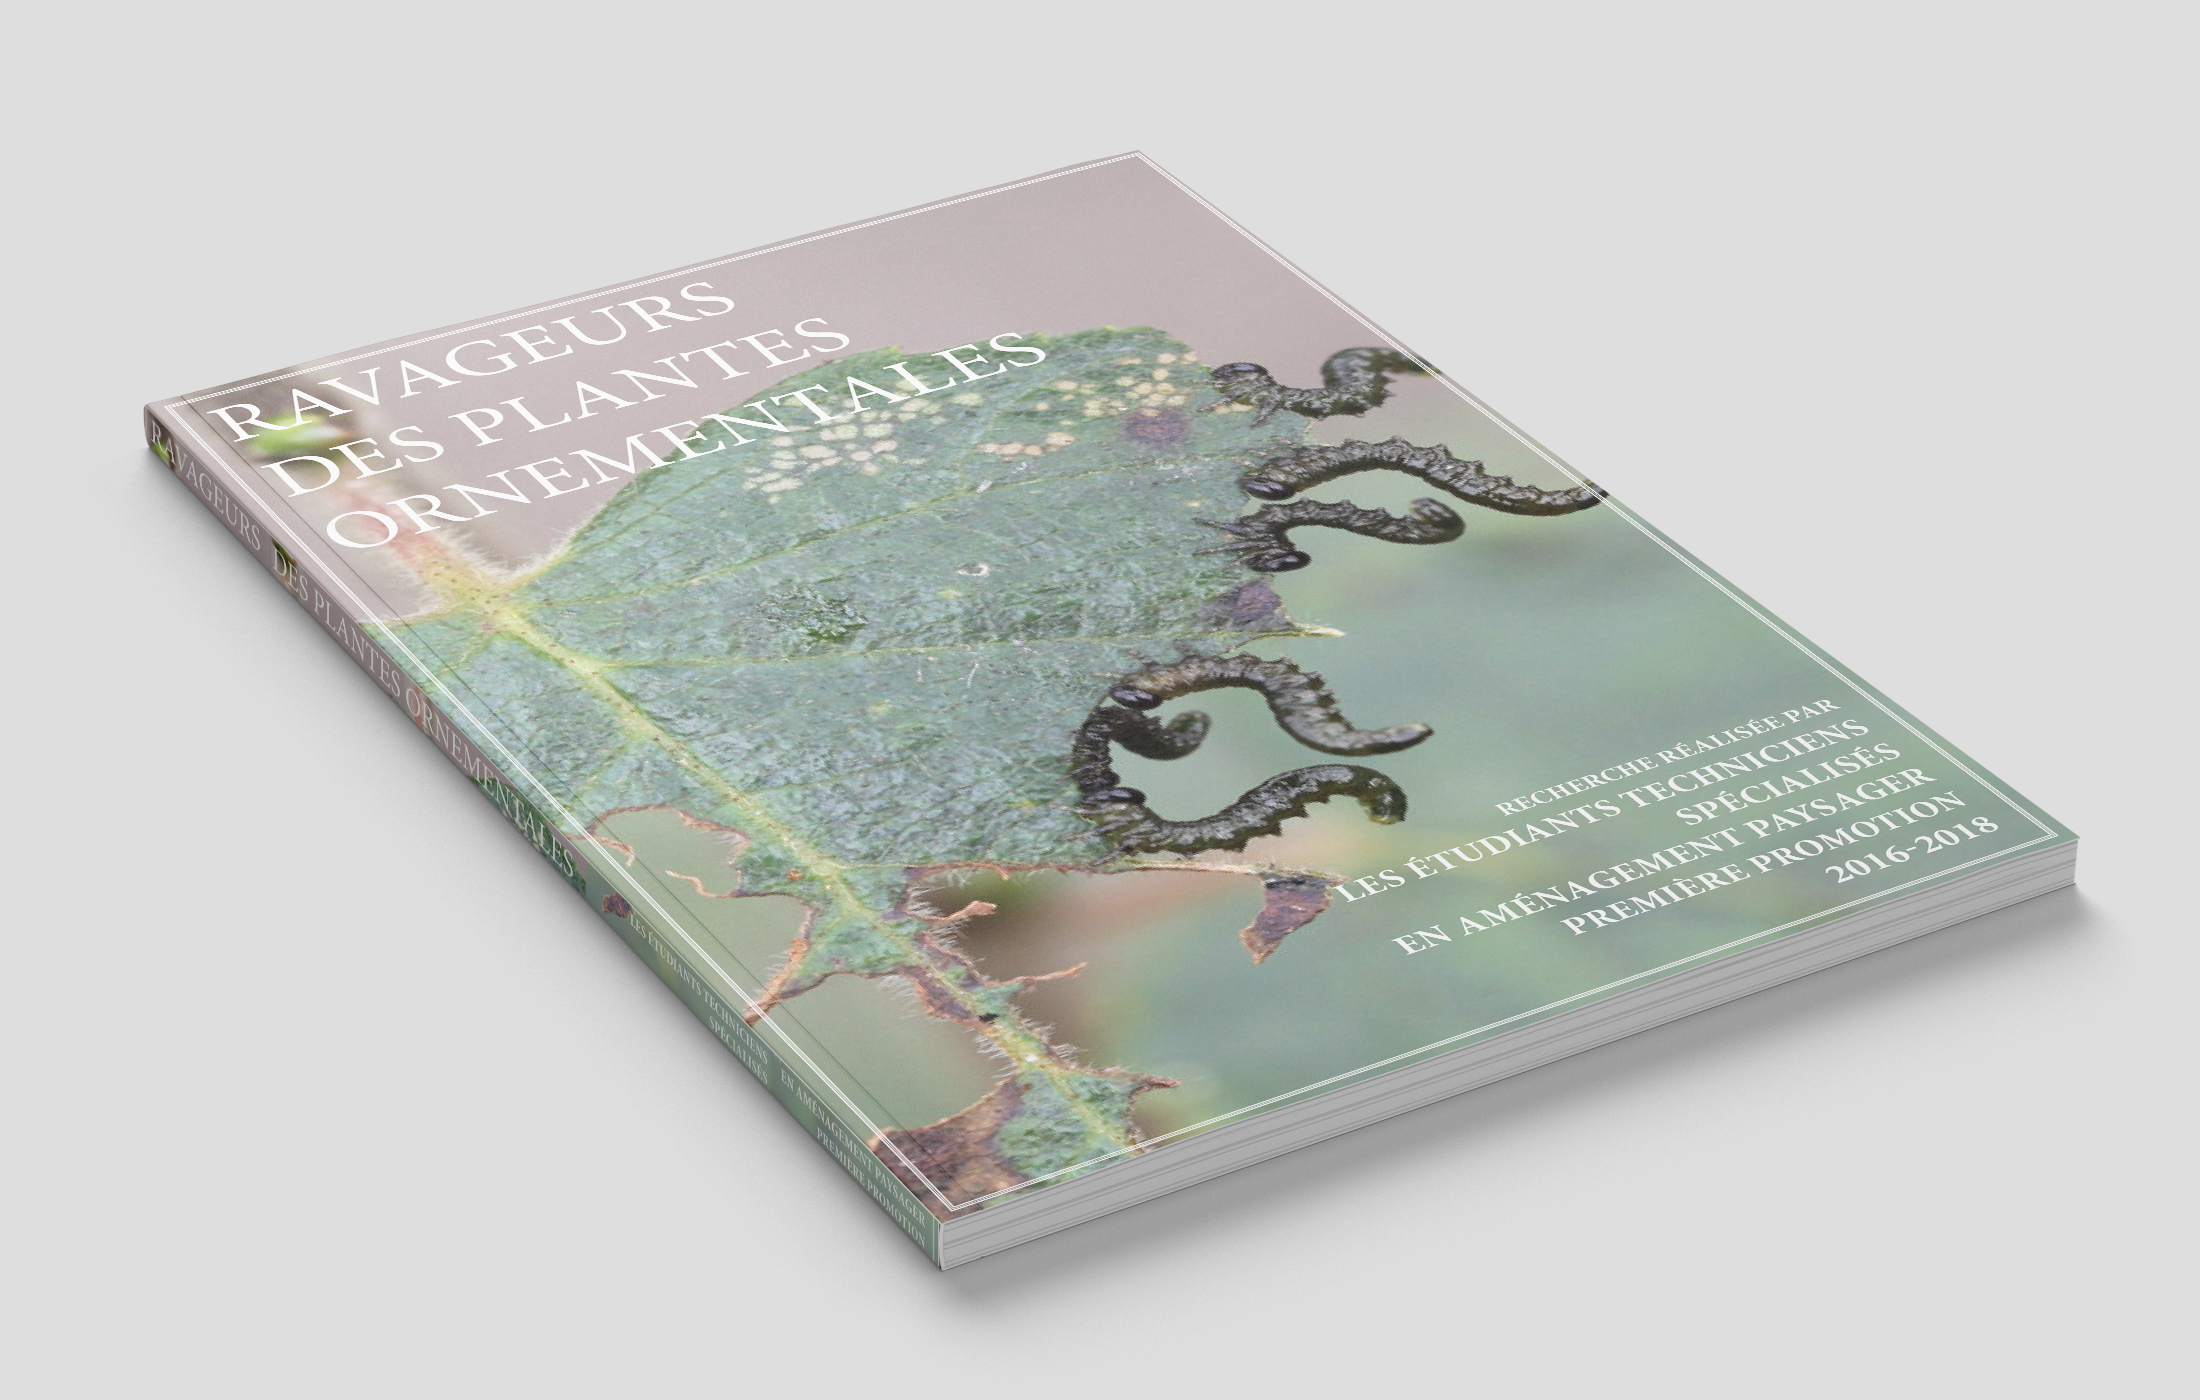 RAVAGEURS
DES PLANTES
ORNEMENTALES
RECHERCHE RÉALISÉE PAR
LES ÉTUDIANTS TECHNICIENS
SPÉCIALISÉS
EN AMÉNAGEMENT PAYSAGER
PREMIÈRE PROMOTION
2016-2018
RAVAGEURS DES PLANTES ORNEMENTALES
LES ÉTUDIANTS TECHNICIENS
SPÉCIALISÉS
EN AMÉNAGEMENT PAYSAGER
PREMIÈRE PROMOTION